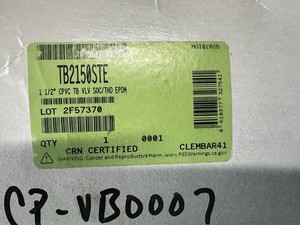 MG102086
TB2150STE
1 1/2" CPVC TB VLV SOC/THD EPDM
LOT 2F57370
QTY 1 0001
CRN CERTIFIED CLEMBAR41
WARNING: Cancer and Reproductive Harm. www.P65Warnings.ca.gov
C7-VB0007